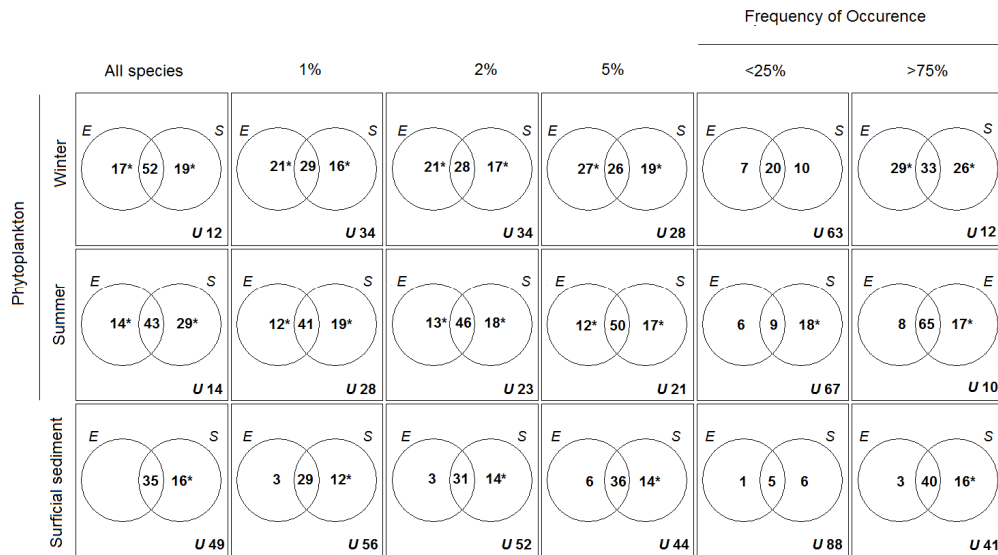 Frequency of Occurence
All species 1% 2% 5% <25% >75%
Phytoplankton
Winter
E S E S E S E S E S E S
17* 52 19* 21* 29 16* 21* 28 17* 27* 26 19* 7 20 10 29* 33 26*
U 12 U 34 U 34 U 28 U 63 U 12
Summer
E S E S E S E S E S E E
14* 43 29* 12* 41 19* 13* 46 18* 12* 50 17* 6 9 18* 8 65 17*
U 14 U 28 U 23 U 21 U 67 U 10
Surficial sediment
E S E S E S E S E S E S
35 16* 3 29 12* 3 31 14* 6 36 14* 1 5 6 3 40 16*
U 49 U 56 U 52 U 44 U 88 U 41